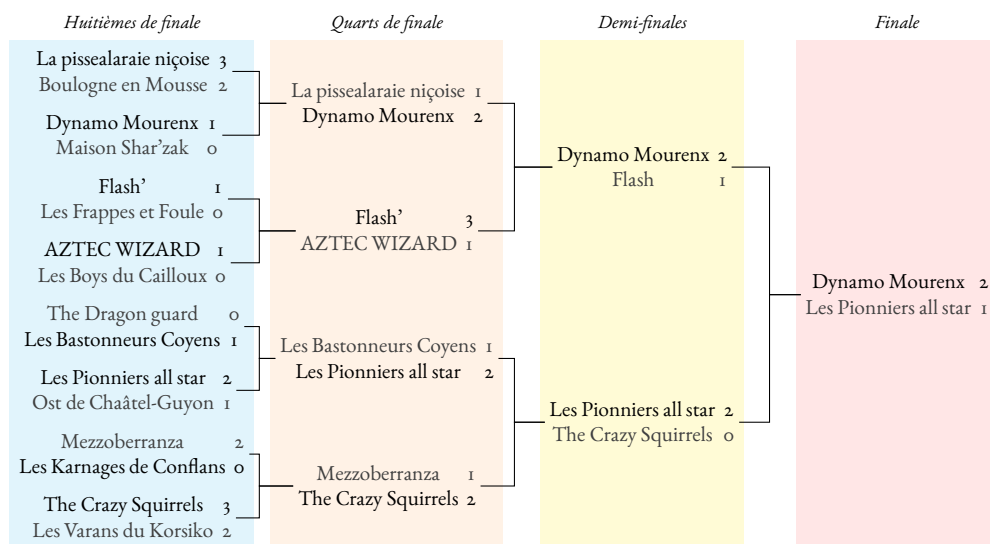 Huitièmes de finale
Quarts de finale
Demi-finales
Finale
La pissealaraie niçoise 3
Boulogne en Mousse 2
Dynamo Mourenx 1
Maison Shar’zak 0
Flash’ 1
Les Frappes et Foule 0
AZTEC WIZARD 1
Les Boys du Cailloux 0
The Dragon guard 0
Les Bastonneurs Coyens 1
Les Pionniers all star 2
Ost de Chaâtel-Guyon 1
Mezzoberranza 2
Les Karnages de Conflans 0
The Crazy Squirrels 3
Les Varans du Korsiko 2
La pissealaraie niçoise 1
Dynamo Mourenx 2
Flash’ 3
AZTEC WIZARD 1
Les Bastonneurs Coyens 1
Les Pionniers all star 2
Mezzoberranza 1
The Crazy Squirrels 2
Dynamo Mourenx 2
Flash 1
Les Pionniers all star 2
The Crazy Squirrels 0
Dynamo Mourenx 2
Les Pionniers all star 1